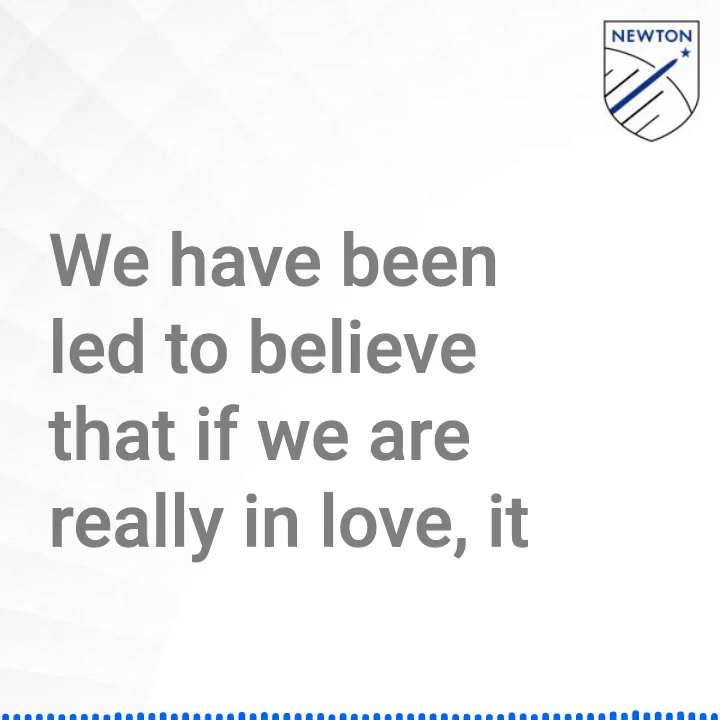 NEWTON
We have been
led to believe
that if we are
really in love, it